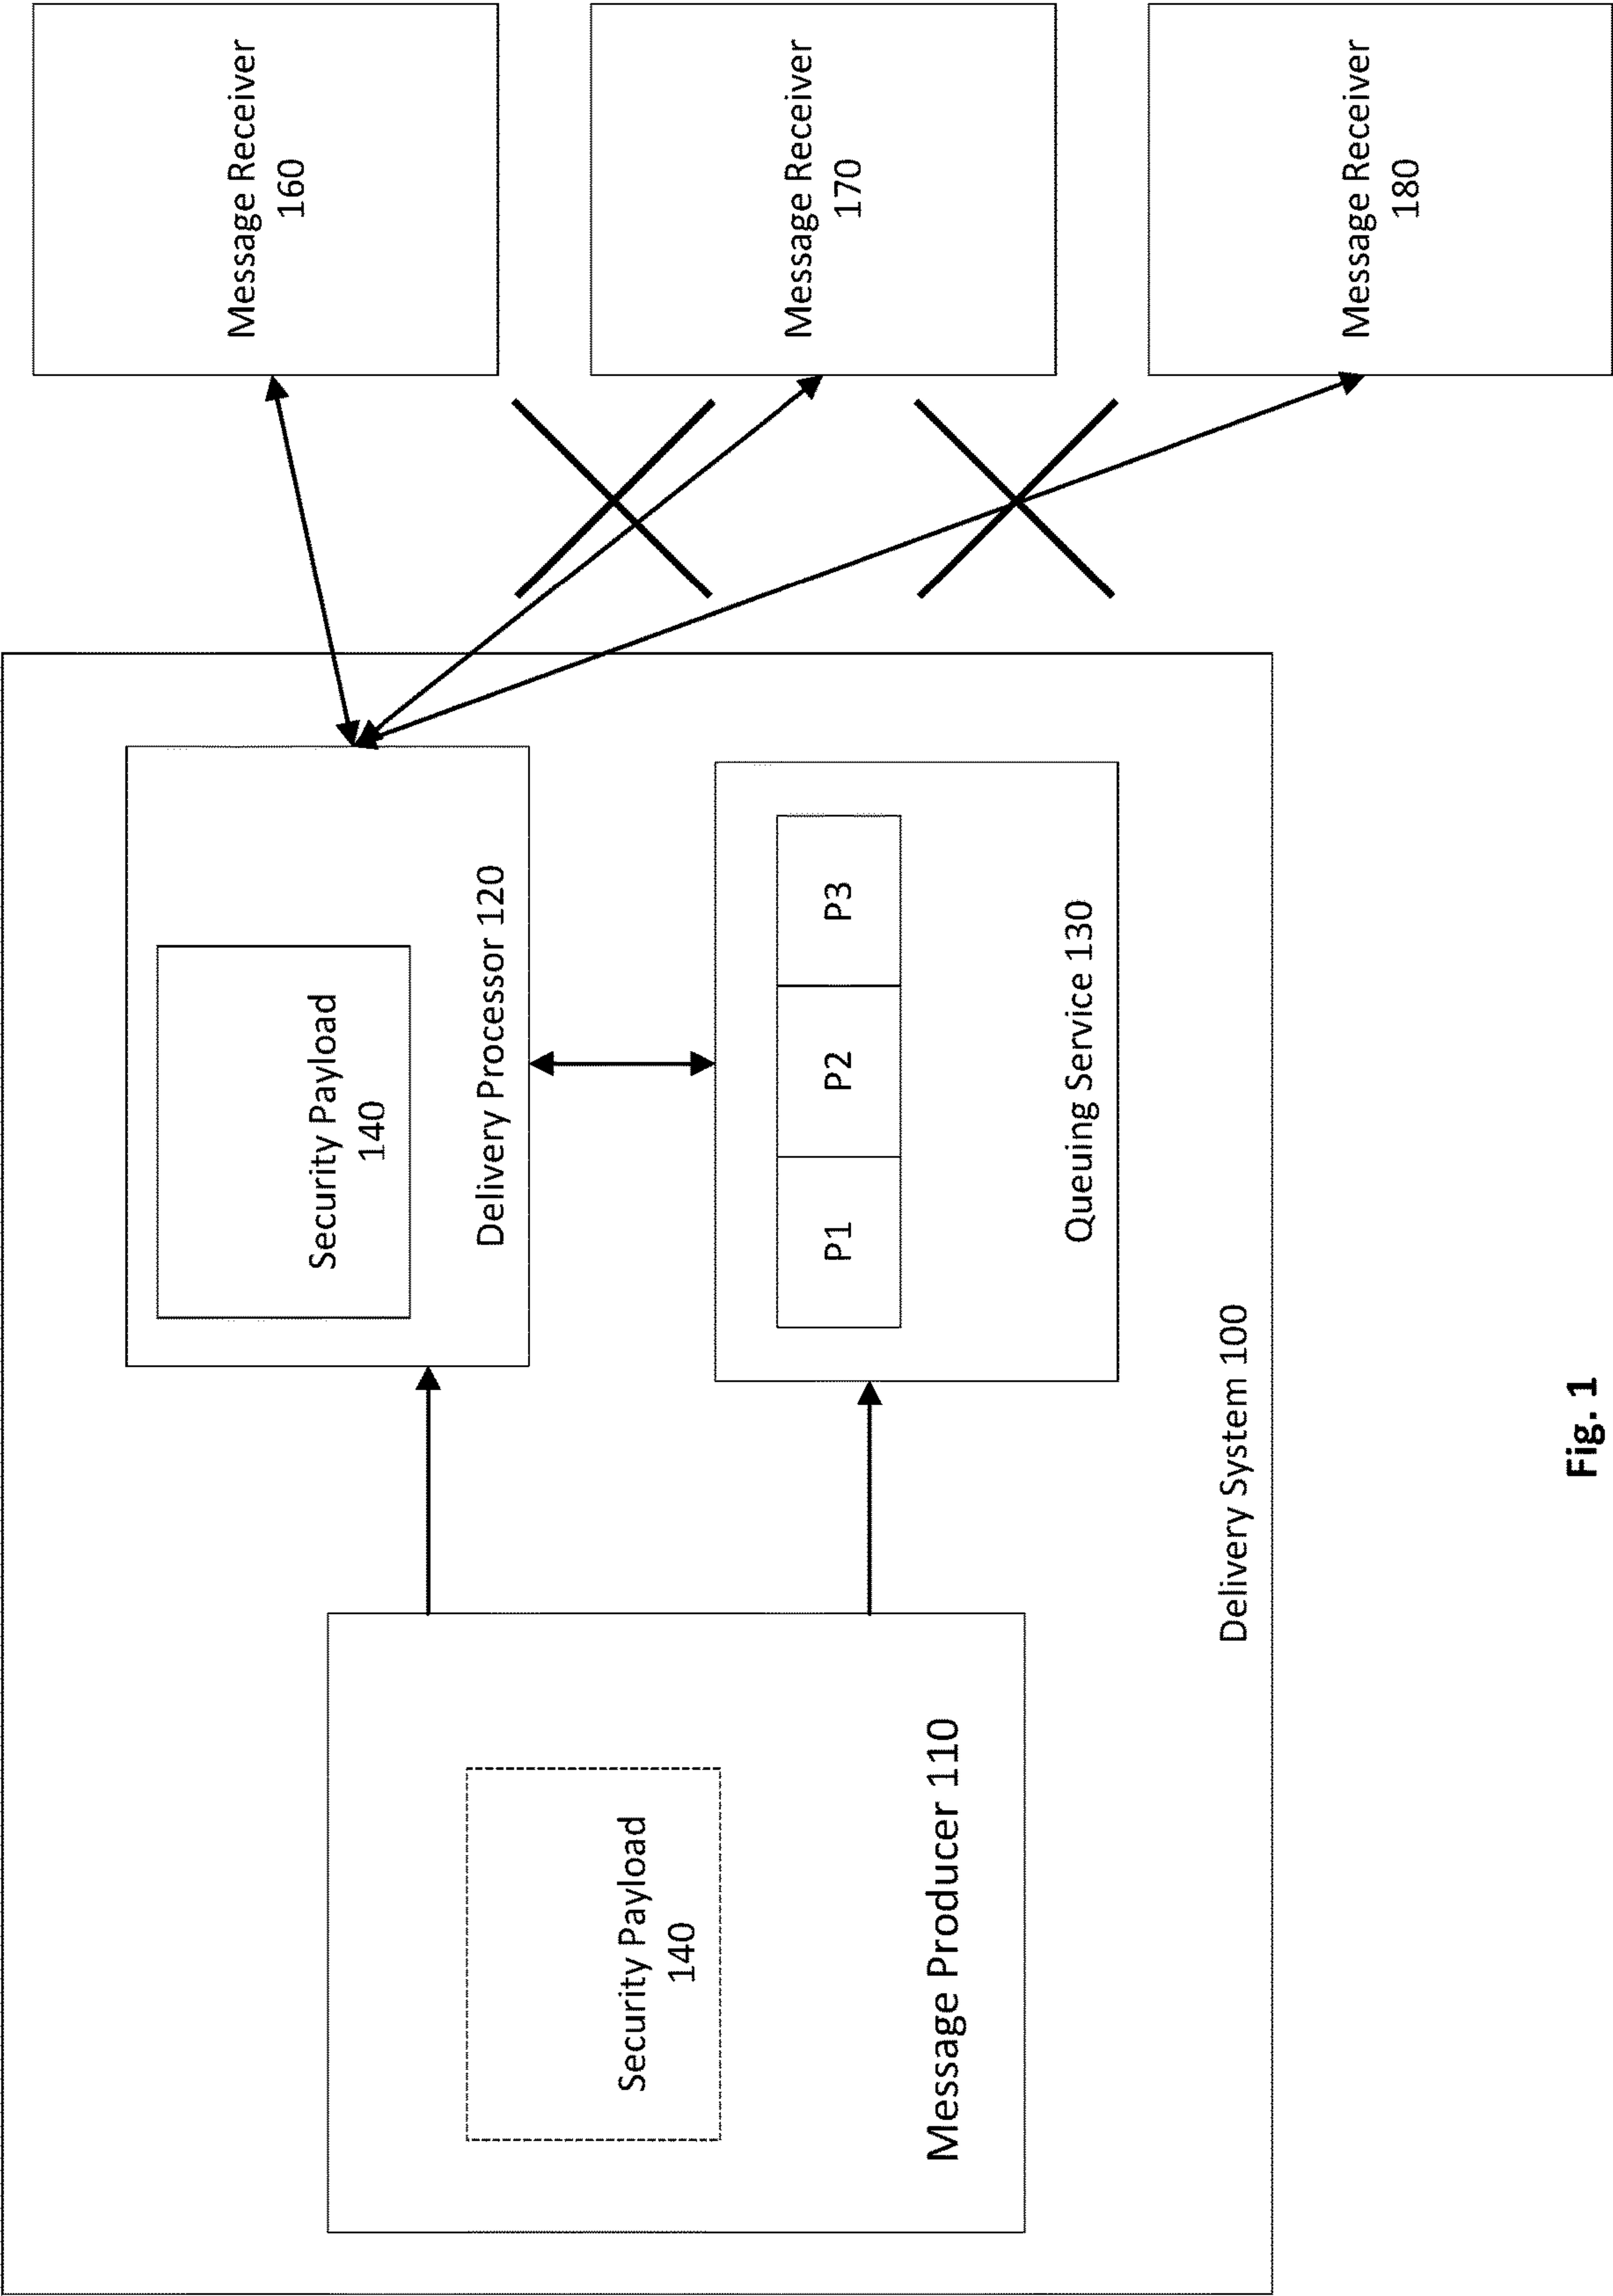 Security Payload
140
Message Producer 110
Security Payload
140
Delivery Processor 120
P1
P2
P3
Queuing Service 130
Delivery System 100
Message Receiver
160
Message Receiver
170
Message Receiver
180
Fig. 1